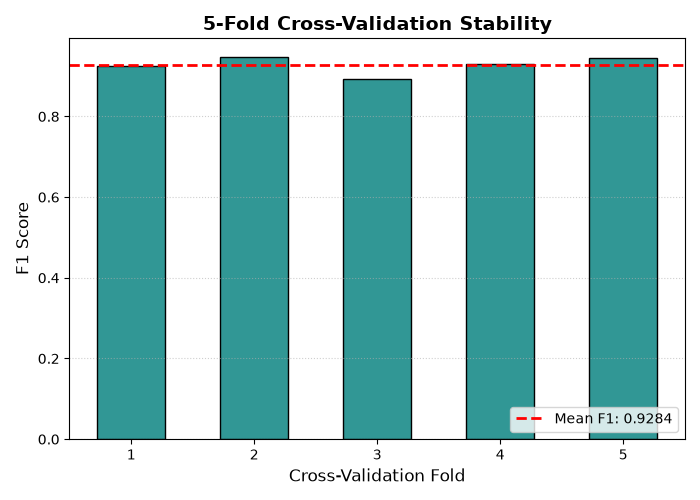 5-Fold Cross-Validation Stability
F1 Score
0.8
0.6
0.4
0.2
0.0
Mean F1: 0.9284
1 2 3 4 5
Cross-Validation Fold